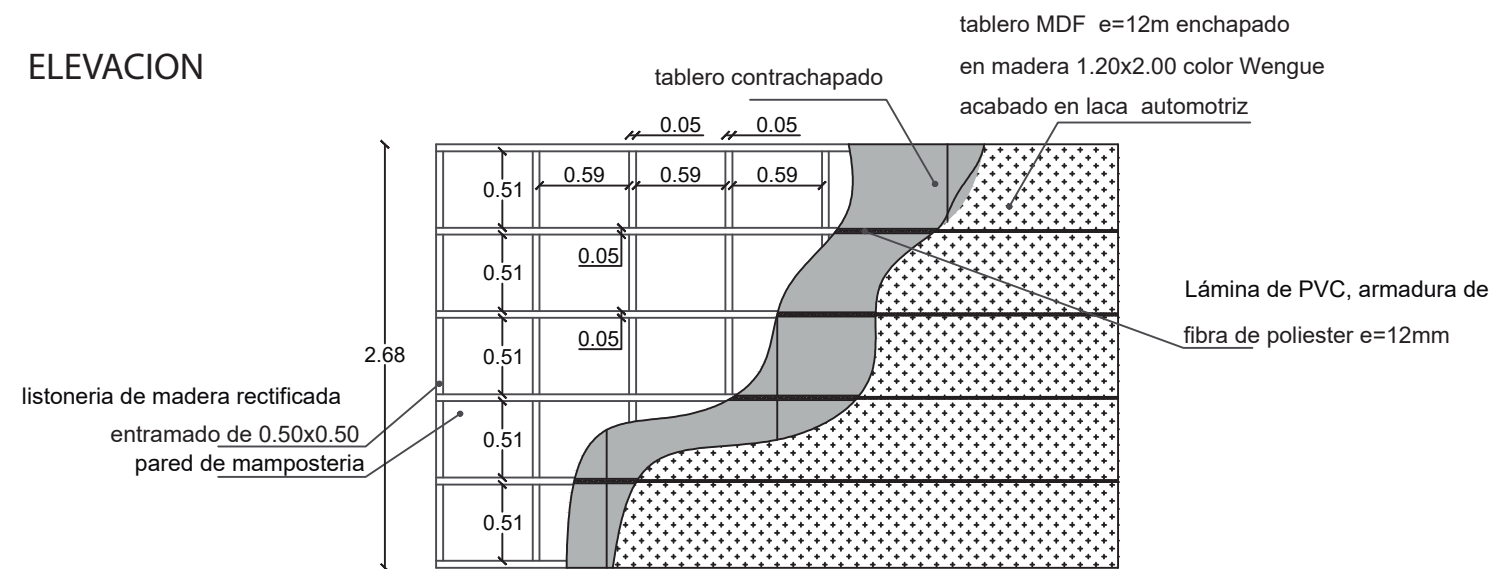 ELEVACION
tablero MDF  e=12m enchapado
en madera 1.20x2.00 color Wengue
acabado en laca  automotriz
tablero contrachapado
0.05
0.05
0.59
0.59
0.59
0.51
0.05
0.51
0.05
0.51
2.68
0.51
0.51
Lámina de PVC, armadura de
fibra de poliester e=12mm
listoneria de madera rectificada
entramado de 0.50x0.50
pared de mamposteria